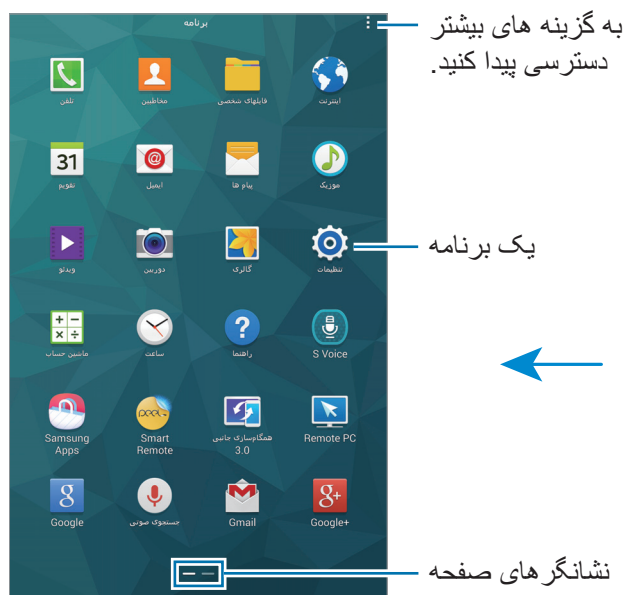 برنامه
به گزینه های بیشتر
دسترسی پیدا کنید.
اینترنت
فایلهای شخصی
مخاطبین
تلفن
موزیک
پیام ها
ایمیل
31
تقویم
تنظیمات
گالری
دوربین
ویدئو
یک برنامه
S Voice
راهنما
ساعت
ماشین حساب
Remote PC
همگام‌سازی جانبی
3.0
peel
Smart
Remote
Samsung
Apps
g+
Google+
Gmail
جستجوی صوتی
g
Google
نشانگرهای صفحه